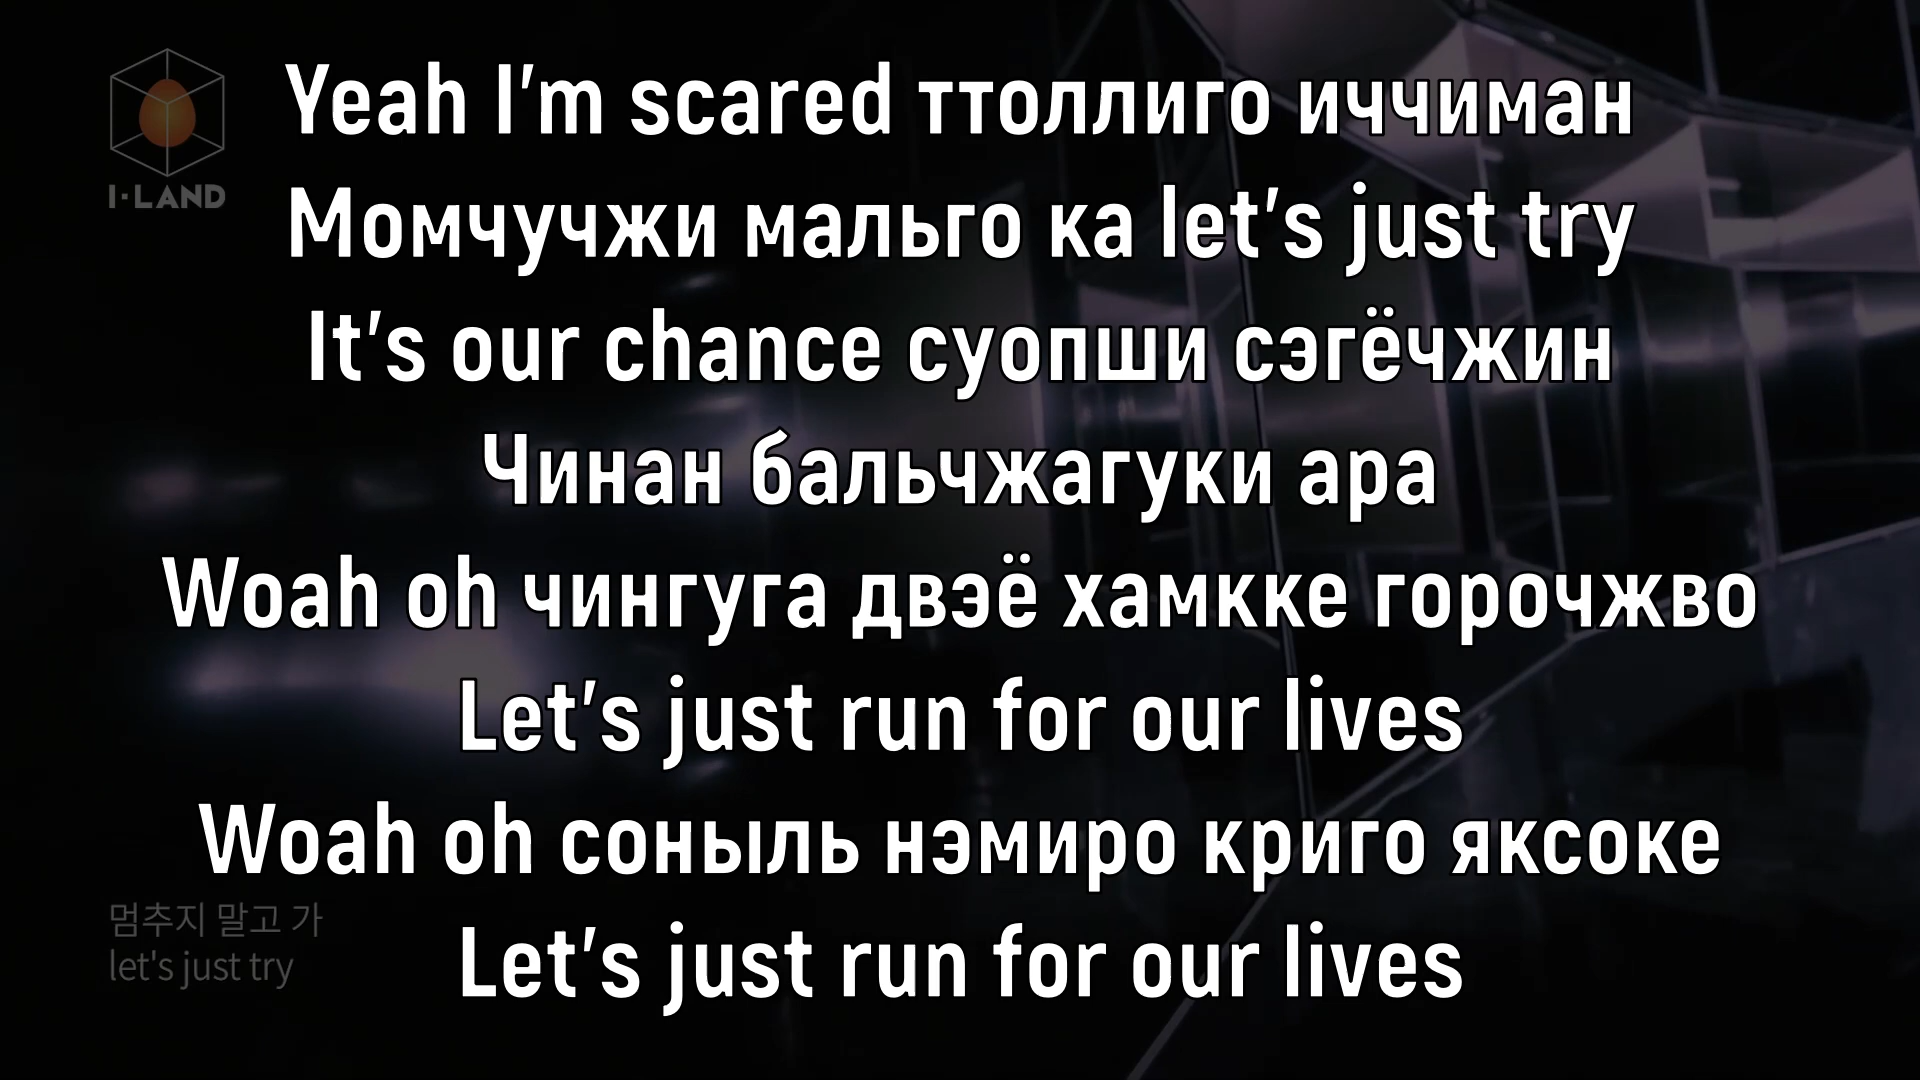 I·LAND
Yeah I'm scared ттоллиго иччиман
Момчучжи мальго ка let's just try
It's our chance суопши сэгёчжин
Чинан бальчжагуки ара
Woah oh чингуга двэё хамкке горочжво
Let's just run for our lives
Woah oh соныль нэмиро криго яксоке
Let's just run for our lives
멈추지 말고 가
let's just try